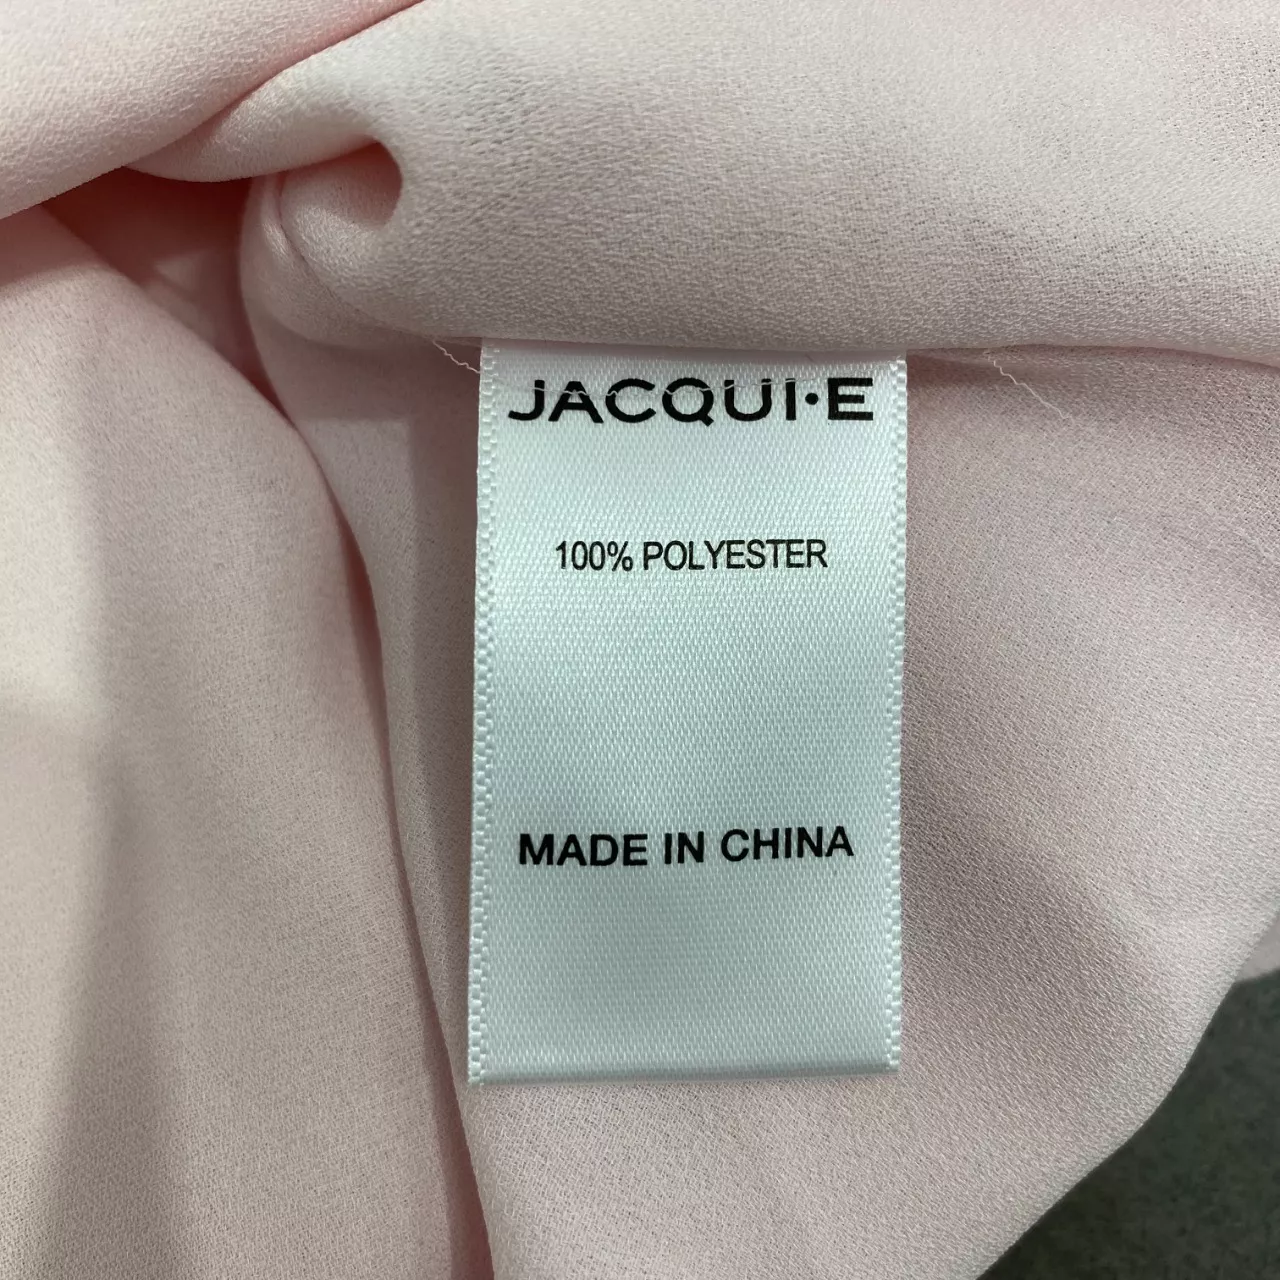 JACQUI·E
100% POLYESTER
MADE IN CHINA